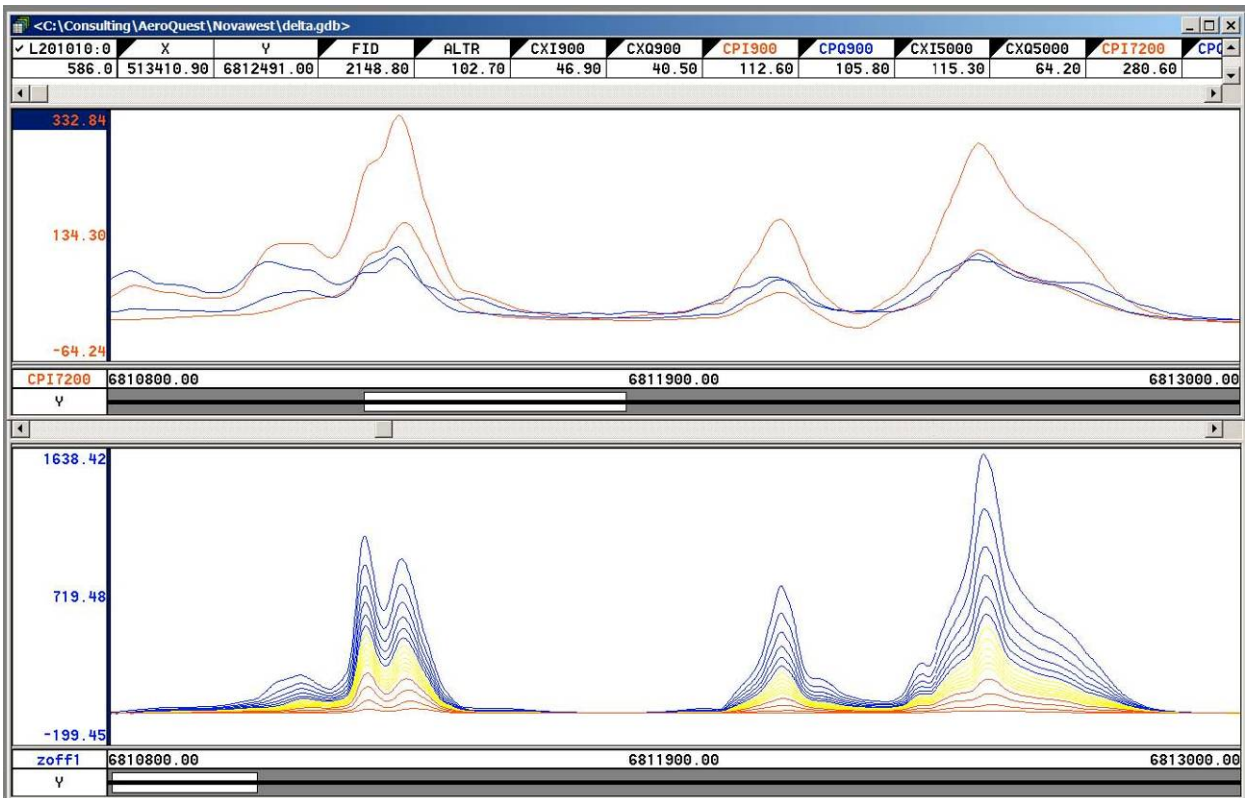 <C:\Consulting\AeroQuest\Novawest\delta.gdb>
✓ L201010:0 X Y FID ALTR CXI900 CXQ900 CPI900 CPQ900 CXI5000 CXQ5000 CPI7200 CPQ
586.0 513410.90 6812491.00 2148.80 102.70 46.90 40.50 112.60 105.80 115.30 64.20 280.60
332.84
134.30
-64.24
CPI7200 6810800.00 6811900.00 6813000.00
Y
1638.42
719.48
-199.45
zoff1 6810800.00 6811900.00 6813000.00
Y